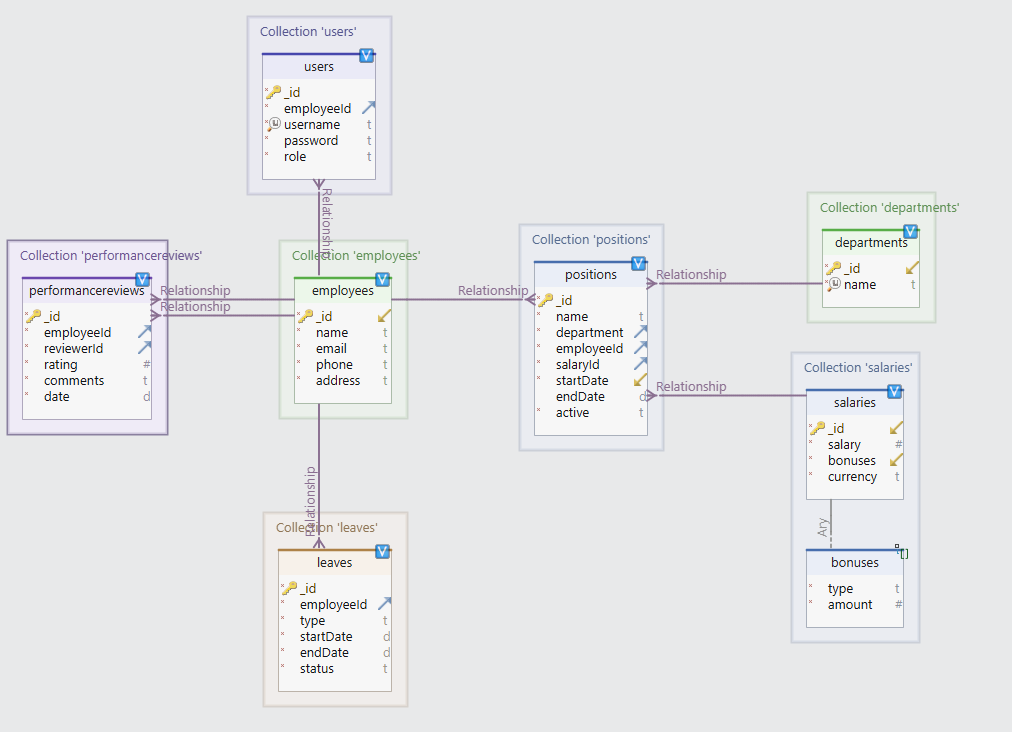 Collection 'users'
users
_id
employeeId
username t
password t
role t
Relationship
Collection 'performancereviews'
performancereviews
_id
employeeId
reviewerId
rating #
comments t
date d
Relationship
Relationship
Collection 'employees'
employees
_id
name t
email t
phone t
address t
Relationship
Collection 'positions'
positions
_id
name t
department
employeeId
salaryId
startDate
endDate d
active t
Relationship
Relationship
Collection 'departments'
departments
_id
name t
Collection 'salaries'
salaries
_id
salary #
bonuses
currency t
Ary
bonuses
type t
amount #
Relationship
Collection 'leaves'
leaves
_id
employeeId
type t
startDate d
endDate d
status t